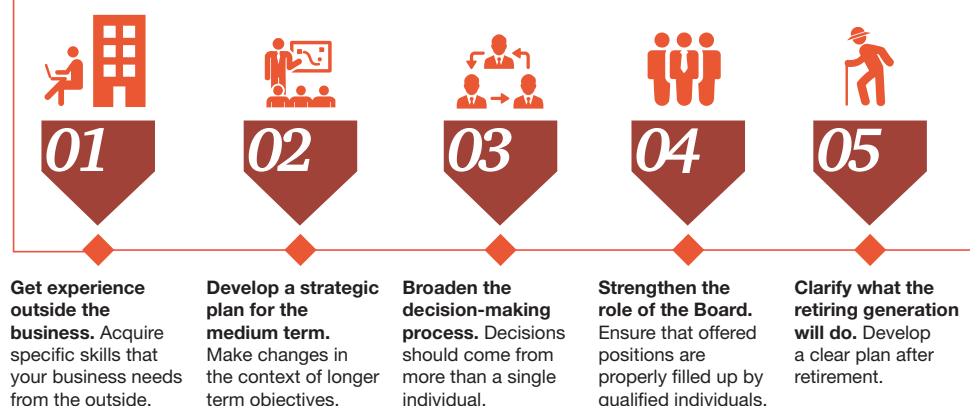 01
02
03
04
05
Get experience
outside the
business. Acquire
specific skills that
your business needs
from the outside.
Develop a strategic
plan for the
medium term.
Make changes in
the context of longer
term objectives.
Broaden the
decision-making
process. Decisions
should come from
more than a single
individual.
Strengthen the
role of the Board.
Ensure that offered
positions are
properly filled up by
qualified individuals.
Clarify what the
retiring generation
will do. Develop
a clear plan after
retirement.